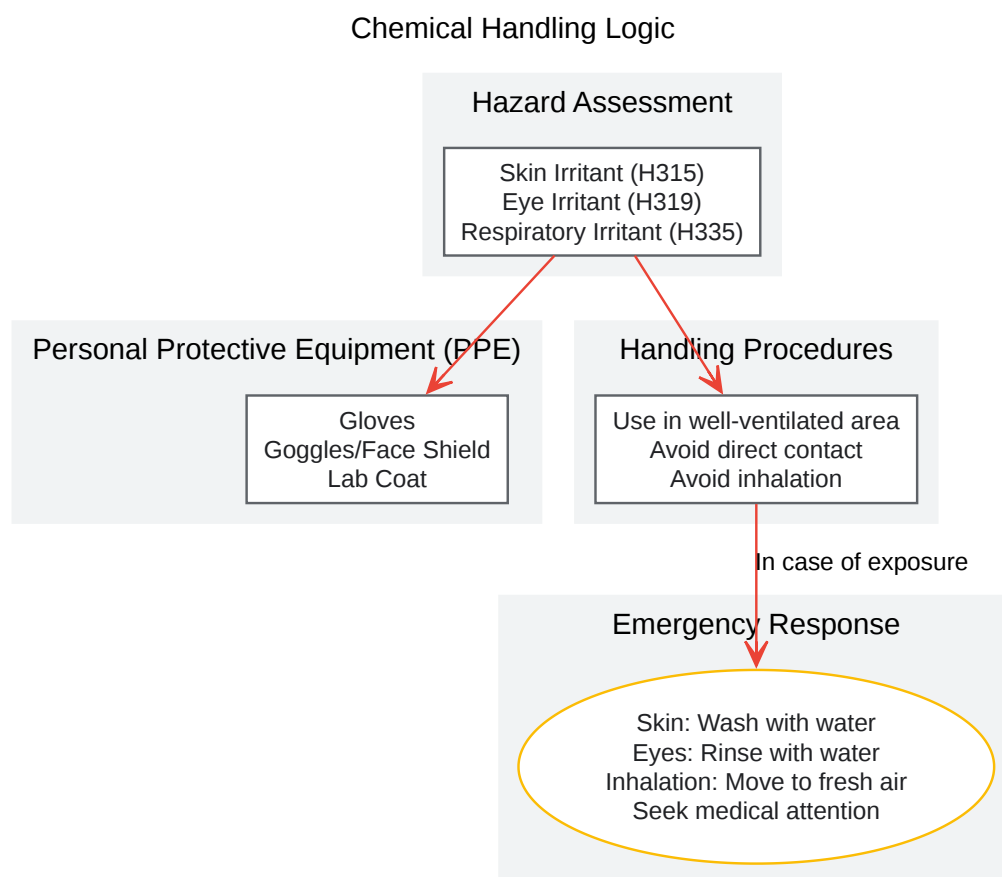 Chemical Handling Logic
Hazard Assessment
Skin Irritant (H315)
Eye Irritant (H319)
Respiratory Irritant (H335)
Personal Protective Equipment (PPE)
Gloves
Goggles/Face Shield
Lab Coat
Handling Procedures
Use in well-ventilated area
Avoid direct contact
Avoid inhalation
In case of exposure
Emergency Response
Skin: Wash with water
Eyes: Rinse with water
Inhalation: Move to fresh air
Seek medical attention